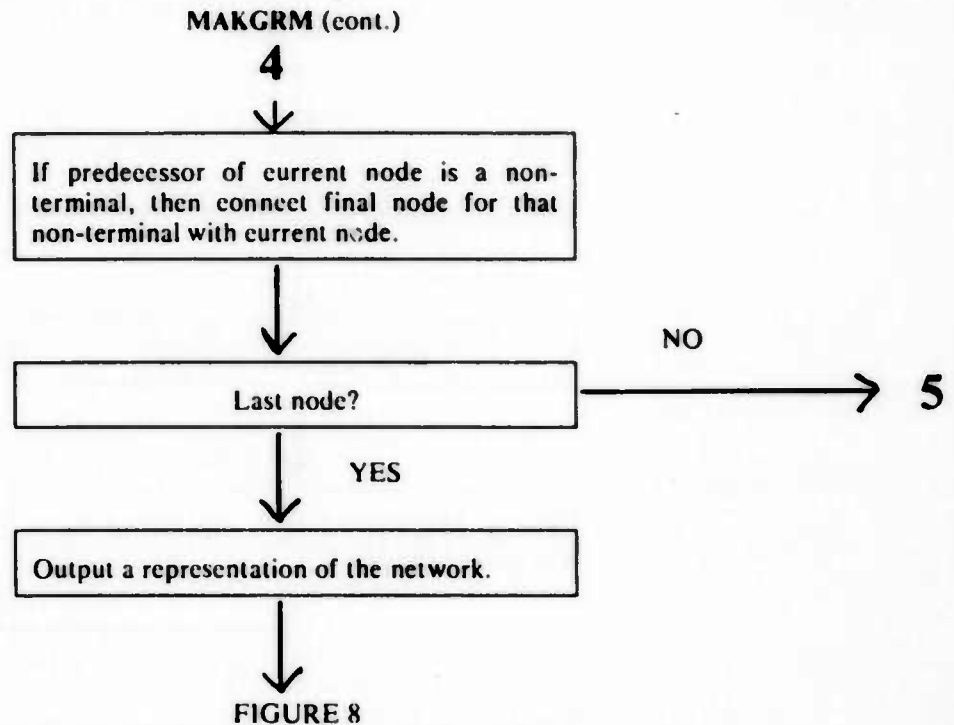 MAKGRM (cont.)
4
If predecessor of current node is a non-
terminal, then connect final node for that
non-terminal with current node.
NO
Last node?
5
YES
Output a representation of the network.
FIGURE 8